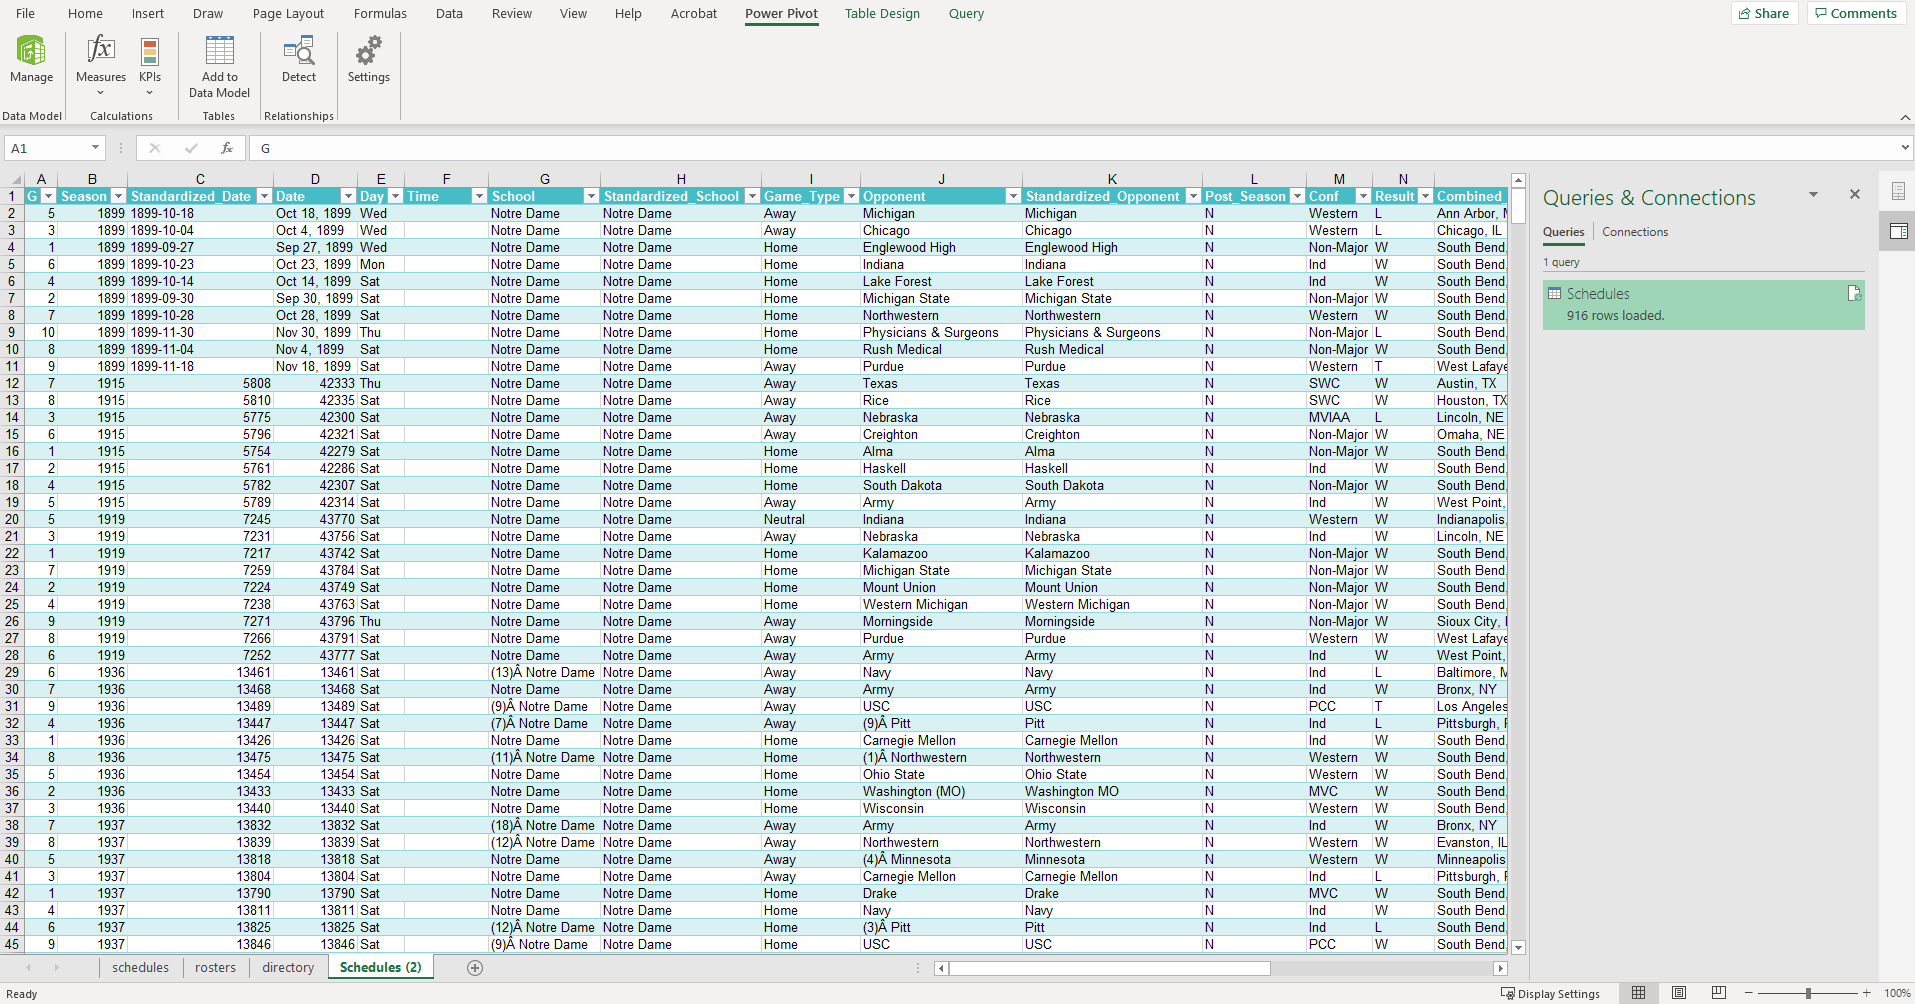 File Home Insert Draw Page Layout Formulas Data Review View Help Acrobat Power Pivot Table Design Query Share Comments
Manage Measures KPIs Add to Data Model Detect Settings
Data Model Calculations Tables Relationships
A1 fx G
A B C D E F G H I J K L M N
1 G Season Standardized_Date Date Day Time School Standardized_School Game_Type Opponent Standardized_Opponent Post_Season Conf Result Combined
2 5 1899 1899-10-18 Oct 18, 1899 Wed Notre Dame Notre Dame Away Michigan Michigan N Western L Ann Arbor,
3 3 1899 1899-10-04 Oct 4, 1899 Wed Notre Dame Notre Dame Away Chicago Chicago N Western L Chicago, IL
4 1 1899 1899-09-27 Sep 27, 1899 Wed Notre Dame Notre Dame Home Englewood High Englewood High N Non-Major W South Bend,
5 6 1899 1899-10-23 Oct 23, 1899 Mon Notre Dame Notre Dame Home Indiana Indiana N Ind W South Bend,
6 4 1899 1899-10-14 Oct 14, 1899 Sat Notre Dame Notre Dame Home Lake Forest Lake Forest N Ind W South Bend,
7 2 1899 1899-09-30 Sep 30, 1899 Sat Notre Dame Notre Dame Home Michigan State Michigan State N Non-Major W South Bend,
8 7 1899 1899-10-28 Oct 28, 1899 Sat Notre Dame Notre Dame Home Northwestern Northwestern N Western W South Bend,
9 10 1899 1899-11-30 Nov 30, 1899 Thu Notre Dame Notre Dame Home Physicians & Surgeons Physicians & Surgeons N Non-Major L South Bend,
10 8 1899 1899-11-04 Nov 4, 1899 Sat Notre Dame Notre Dame Home Rush Medical Rush Medical N Non-Major W South Bend,
11 9 1899 1899-11-18 Nov 18, 1899 Sat Notre Dame Notre Dame Away Purdue Purdue N Western T West Lafaye
12 7 1915 5808 42333 Thu Notre Dame Notre Dame Away Texas Texas N SWC W Austin, TX
13 8 1915 5810 42335 Sat Notre Dame Notre Dame Away Rice Rice N SWC W Houston, TX
14 3 1915 5775 42300 Sat Notre Dame Notre Dame Away Nebraska Nebraska N MVIAA L Lincoln, NE
15 6 1915 5796 42321 Sat Notre Dame Notre Dame Away Creighton Creighton N Non-Major W Omaha, NE
16 1 1915 5754 42279 Sat Notre Dame Notre Dame Home Alma Alma N Non-Major W South Bend,
17 2 1915 5761 42286 Sat Notre Dame Notre Dame Home Haskell Haskell N Ind W South Bend,
18 4 1915 5782 42307 Sat Notre Dame Notre Dame Home South Dakota South Dakota N Non-Major W South Bend,
19 5 1915 5789 42314 Sat Notre Dame Notre Dame Away Army Army N Ind W West Point,
20 5 1919 7245 43770 Sat Notre Dame Notre Dame Neutral Indiana Indiana N Western W Indianapolis,
21 3 1919 7231 43756 Sat Notre Dame Notre Dame Away Nebraska Nebraska N Ind W Lincoln, NE
22 1 1919 7217 43742 Sat Notre Dame Notre Dame Home Kalamazoo Kalamazoo N Non-Major W South Bend,
23 7 1919 7259 43784 Sat Notre Dame Notre Dame Home Michigan State Michigan State N Non-Major W South Bend,
24 2 1919 7224 43749 Sat Notre Dame Notre Dame Home Mount Union Mount Union N Non-Major W South Bend,
25 4 1919 7238 43763 Sat Notre Dame Notre Dame Home Western Michigan Western Michigan N Non-Major W South Bend,
26 9 1919 7271 43796 Thu Notre Dame Notre Dame Away Morningside Morningside N Non-Major W Sioux City,
27 8 1919 7266 43791 Sat Notre Dame Notre Dame Away Purdue Purdue N Western W West Lafaye
28 6 1919 7252 43777 Sat Notre Dame Notre Dame Away Army Army N Ind W West Point,
29 6 1936 13461 13461 Sat (13)Â Notre Dame Notre Dame Away Navy Navy N Ind L Baltimore, M
30 7 1936 13468 13468 Sat Notre Dame Notre Dame Away Army Army N Ind W Bronx, NY
31 9 1936 13489 13489 Sat (9)Â Notre Dame Notre Dame Away USC USC N PCC T Los Angeles
32 4 1936 13447 13447 Sat (7)Â Notre Dame Notre Dame Away (9)Â Pitt Pitt N Ind L Pittsburgh,
33 1 1936 13426 13426 Sat Notre Dame Notre Dame Home Carnegie Mellon Carnegie Mellon N Ind W South Bend,
34 8 1936 13475 13475 Sat (11)Â Notre Dame Notre Dame Home (1)Â Northwestern Northwestern N Western W South Bend,
35 5 1936 13454 13454 Sat Notre Dame Notre Dame Home Ohio State Ohio State N Western W South Bend,
36 2 1936 13433 13433 Sat Notre Dame Notre Dame Home Washington (MO) Washington MO N MVC W South Bend,
37 3 1936 13440 13440 Sat Notre Dame Notre Dame Home Wisconsin Wisconsin N Western W South Bend,
38 7 1937 13832 13832 Sat (18)Â Notre Dame Notre Dame Away Army Army N Ind W Bronx, NY
39 8 1937 13839 13839 Sat (12)Â Notre Dame Notre Dame Away Northwestern Northwestern N Western W Evanston, IL
40 5 1937 13818 13818 Sat Notre Dame Notre Dame Away (4)Â Minnesota Minnesota N Western W Minneapolis
41 3 1937 13804 13804 Sat Notre Dame Notre Dame Away Carnegie Mellon Carnegie Mellon N Ind L Pittsburgh,
42 1 1937 13790 13790 Sat Notre Dame Notre Dame Home Drake Drake N MVC W South Bend,
43 4 1937 13811 13811 Sat Notre Dame Notre Dame Home Navy Navy N Ind W South Bend,
44 6 1937 13825 13825 Sat (12)Â Notre Dame Notre Dame Home (3)Â Pitt Pitt N Ind L South Bend,
45 9 1937 13846 13846 Sat (9)Â Notre Dame Notre Dame Home USC USC N PCC W South Bend,
Queries & Connections
Queries Connections
1 query
Schedules
916 rows loaded.
schedules rosters directory Schedules (2)
Ready Display Settings 100%